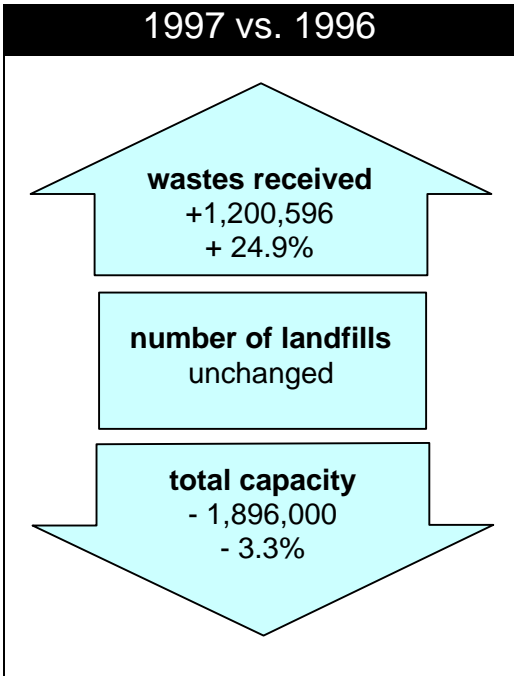 1997 vs. 1996
wastes received
+1,200,596
+ 24.9%
number of landfills
unchanged
total capacity
- 1,896,000
- 3.3%